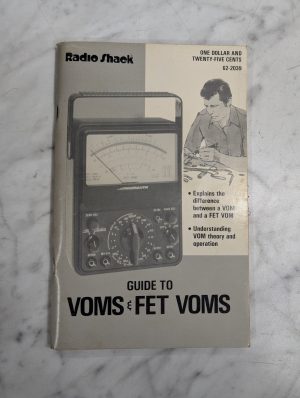 Radio Shack
ONE DOLLAR AND
TWENTY-FIVE CENTS
62-2039
• Explains the
difference
between a VOM
and a FET VOM
• Understanding
VOM theory and
operation
GUIDE TO
VOMS & FET VOMS